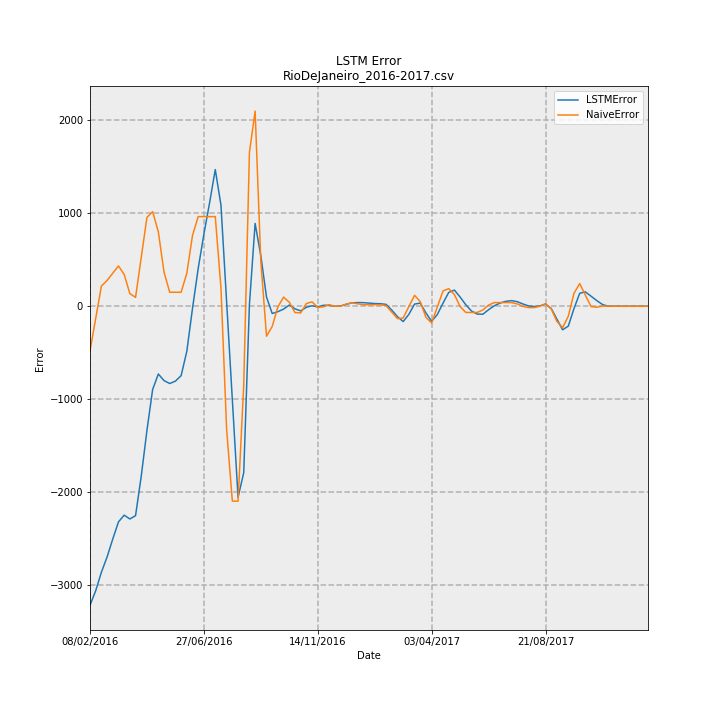 LSTM Error
RioDeJaneiro_2016-2017.csv
LSTMError
NaiveError
2000
1000
0
−1000
−2000
−3000
Error
08/02/2016
27/06/2016
14/11/2016
03/04/2017
21/08/2017
Date